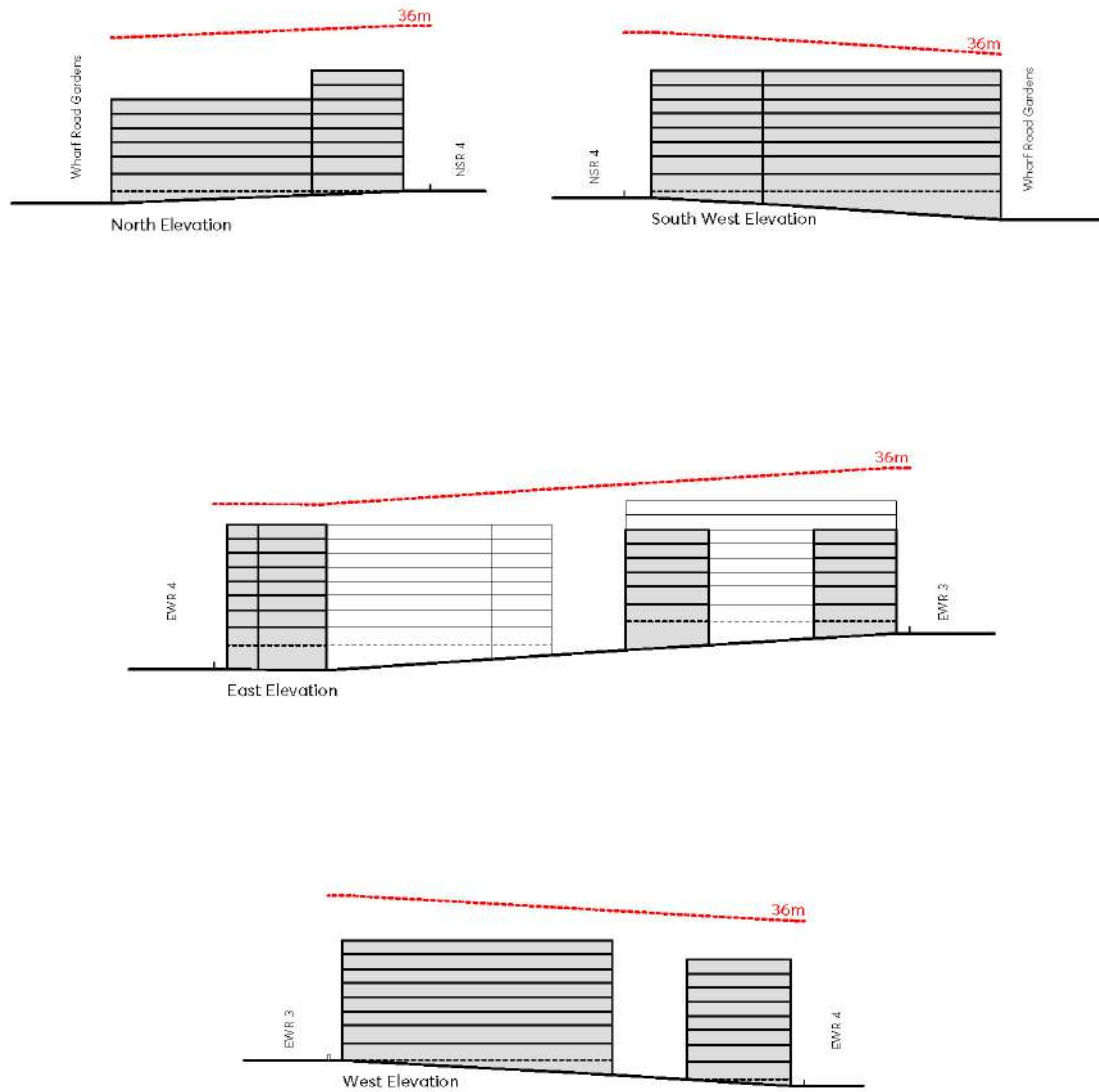 36m
Wharf Road Gardens
NSR 4
North Elevation
36m
NSR 4
Wharf Road Gardens
South West Elevation
36m
EWR 4
EWR 3
East Elevation
36m
EWR 3
EWR 4
West Elevation